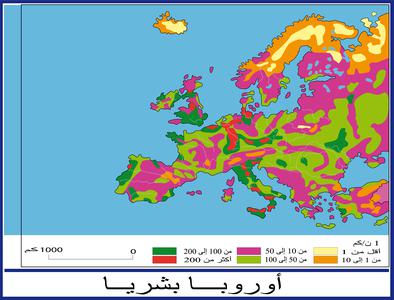 1 ن/كم
أقل من 1
من 10 إلى 50
من 100 إلى 200
من 1 إلى 10
من 50 إلى 100
أكثر من 200
0 1000 كم
أوروبا بشريا